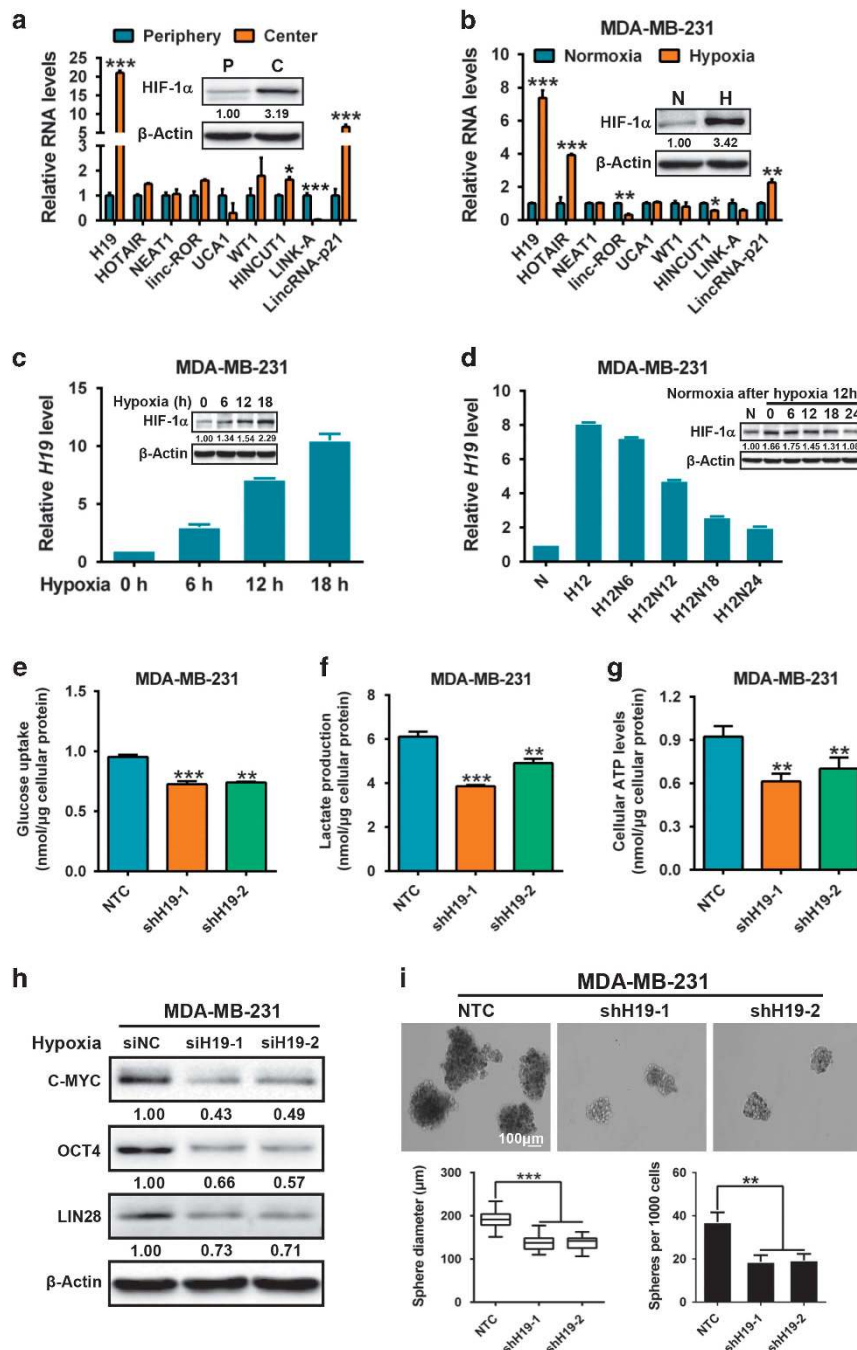 a
Periphery Center
Relative RNA levels
25
20
15
10
5
2
1
0
***
*
***
***
P C
HIF-1α
1.00 3.19
β-Actin
H19
HOTAIR
NEAT1
linc-ROR
UCA1
WT1
HINCUT1
LINK-A
LincRNA-p21
b
MDA-MB-231
Normoxia Hypoxia
Relative RNA levels
10
8
6
4
2
0
***
***
**
*
**
N H
HIF-1α
1.00 3.42
β-Actin
H19
HOTAIR
NEAT1
linc-ROR
UCA1
WT1
HINCUT1
LINK-A
LincRNA-p21
c
MDA-MB-231
Relative H19 level
15
10
5
0
Hypoxia (h) 0 6 12 18
HIF-1α
1.00 1.34 1.54 2.29
β-Actin
Hypoxia 0 h 6 h 12 h 18 h
d
MDA-MB-231
Relative H19 level
8
6
4
2
0
Normoxia after hypoxia 12h
N 0 6 12 18 24
HIF-1α
1.00 1.66 1.75 1.45 1.31 1.08
β-Actin
N
H12
H12N6
H12N12
H12N18
H12N24
e
MDA-MB-231
Glucose uptake
(nmol/μg cellular protein)
1.5
1.0
0.5
0.0
***
**
NTC
shH19-1
shH19-2
f
MDA-MB-231
Lactate production
(nmol/μg cellular protein)
6
4
2
0
***
**
NTC
shH19-1
shH19-2
g
MDA-MB-231
Cellular ATP levels
(nmol/μg cellular protein)
1.2
0.9
0.6
0.3
0.0
**
**
NTC
shH19-1
shH19-2
h
MDA-MB-231
Hypoxia siNC siH19-1 siH19-2
C-MYC
1.00 0.43 0.49
OCT4
1.00 0.66 0.57
LIN28
1.00 0.73 0.71
β-Actin
i
MDA-MB-231
NTC shH19-1 shH19-2
100μm
Sphere diameter (μm)
300
200
100
0
***
NTC
shH19-1
shH19-2
Spheres per 1000 cells
60
40
20
0
**
NTC
shH19-1
shH19-2